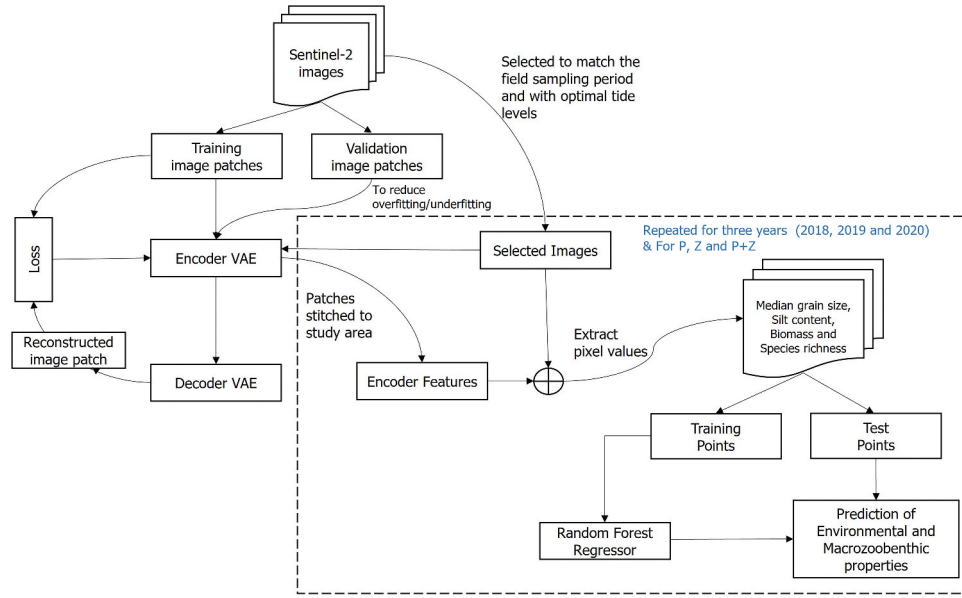 Sentinel-2
images
Selected to match the
field sampling period
and with optimal tide
levels
Training
image patches
Validation
image patches
To reduce
overfitting/underfitting
Repeated for three years (2018, 2019 and 2020)
& For P, Z and P+Z
Loss
Encoder VAE
Selected Images
Median grain size,
Silt content,
Biomass and
Species richness
Patches
stitched to
study area
Extract
pixel values
Reconstructed
image patch
Decoder VAE
Encoder Features
Training
Points
Test
Points
Random Forest
Regressor
Prediction of
Environmental and
Macrozoobenthic
properties